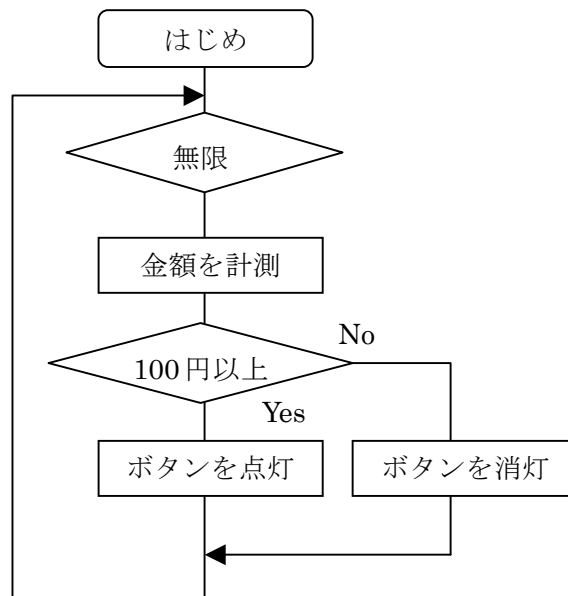 はじめ
無限
金額を計測
100円以上
No
Yes
ボタンを点灯
ボタンを消灯